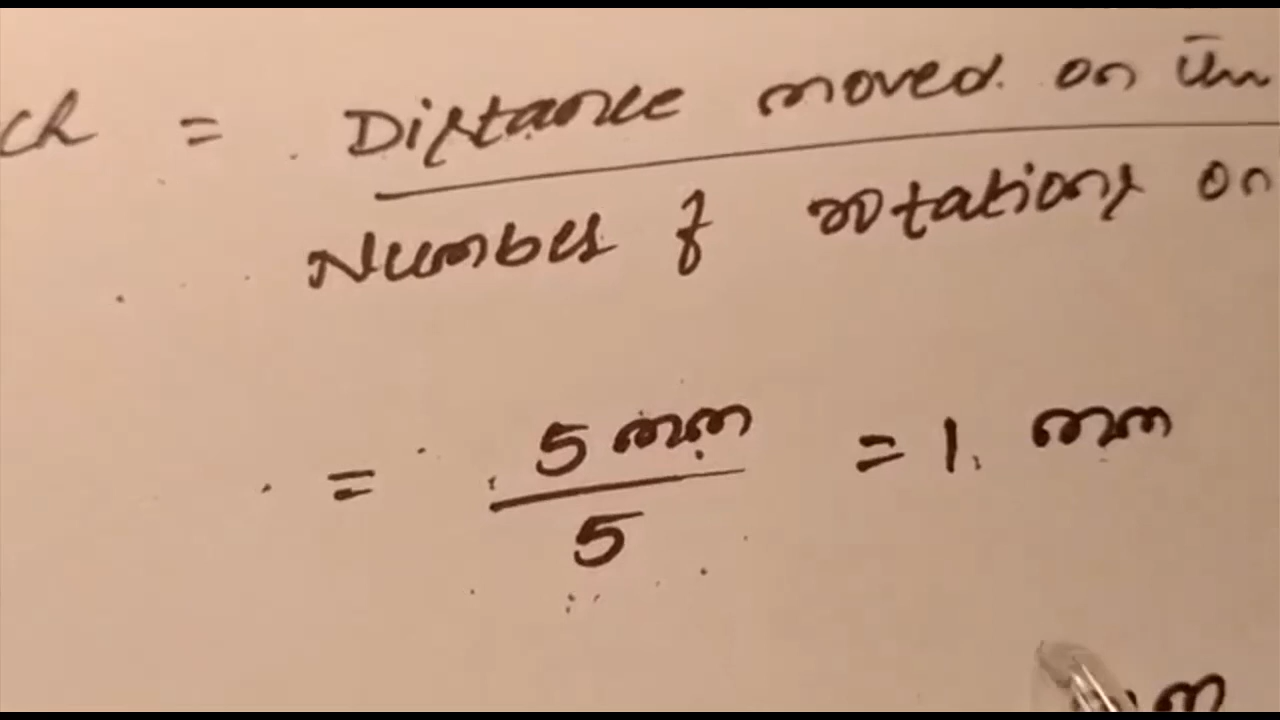 ch = Distance moved on the
Number of rotations on
= 5 mm / 5 = 1 mm